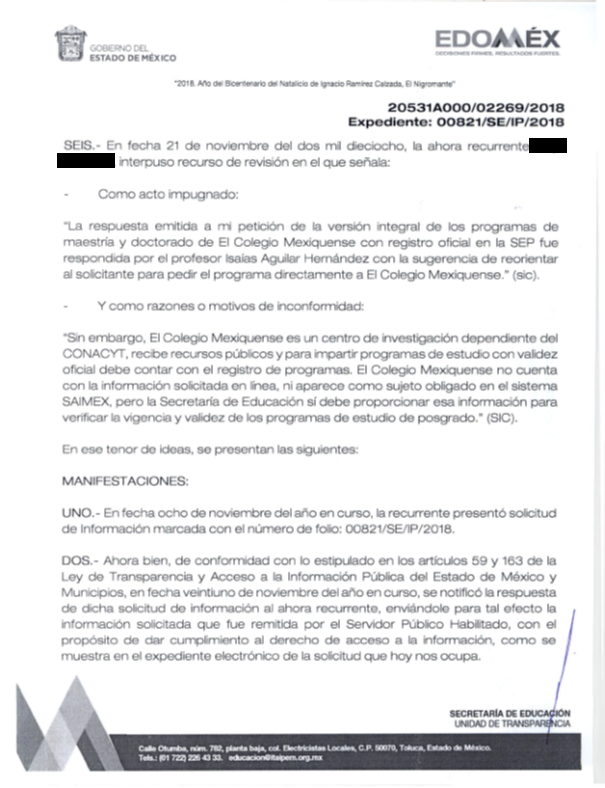 GOBIERNO DEL
ESTADO DE MÉXICO
EDOMÉX
DECISIONES FIRMES, RESULTADOS FUERTES.
"2018. Año del Bicentenario del Natalicio de Ignacio Ramírez Calzada, El Nigromante"
20531A000/02269/2018
Expediente: 00821/SE/IP/2018
SEIS.- En fecha 21 de noviembre del dos mil dieciocho, la ahora recurrente
interpuso recurso de revisión en el que señala:
- Como acto impugnado:
"La respuesta emitida a mi petición de la versión integral de los programas de
maestría y doctorado de El Colegio Mexiquense con registro oficial en la SEP fue
respondida por el profesor Isaías Aguilar Hernández con la sugerencia de reorientar
al solicitante para pedir el programa directamente a El Colegio Mexiquense." (sic).
- Y como razones o motivos de inconformidad:
"Sin embargo, El Colegio Mexiquense es un centro de investigación dependiente del
CONACYT, recibe recursos públicos y para impartir programas de estudio con validez
oficial debe contar con el registro de programas. El Colegio Mexiquense no cuenta
con la información solicitada en línea, ni aparece como sujeto obligado en el sistema
SAIMEX, pero la Secretaría de Educación sí debe proporcionar esa información para
verificar la vigencia y validez de los programas de estudio de posgrado." (SIC).
En ese tenor de ideas, se presentan las siguientes:
MANIFESTACIONES:
UNO.- En fecha ocho de noviembre del año en curso, la recurrente presentó solicitud
de Información marcada con el número de folio: 00821/SE/IP/2018.
DOS.- Ahora bien, de conformidad con lo estipulado en los artículos 59 y 163 de la
Ley de Transparencia y Acceso a la Información Pública del Estado de México y
Municipios, en fecha veintiuno de noviembre del año en curso, se notificó la respuesta
de dicha solicitud de información al ahora recurrente, enviándole para tal efecto la
información solicitada que fue remitida por el Servidor Público Habilitado, con el
propósito de dar cumplimiento al derecho de acceso a la información, como se
muestra en el expediente electrónico de la solicitud que hoy nos ocupa.
SECRETARÍA DE EDUCACIÓN
UNIDAD DE TRANSPARENCIA
Calle Otumba, núm. 782, planta baja, col. Electricistas Locales, C.P. 50070, Toluca, Estado de México.
Tels.: (01 722) 226 43 33. educacion@itaipem.org.mx